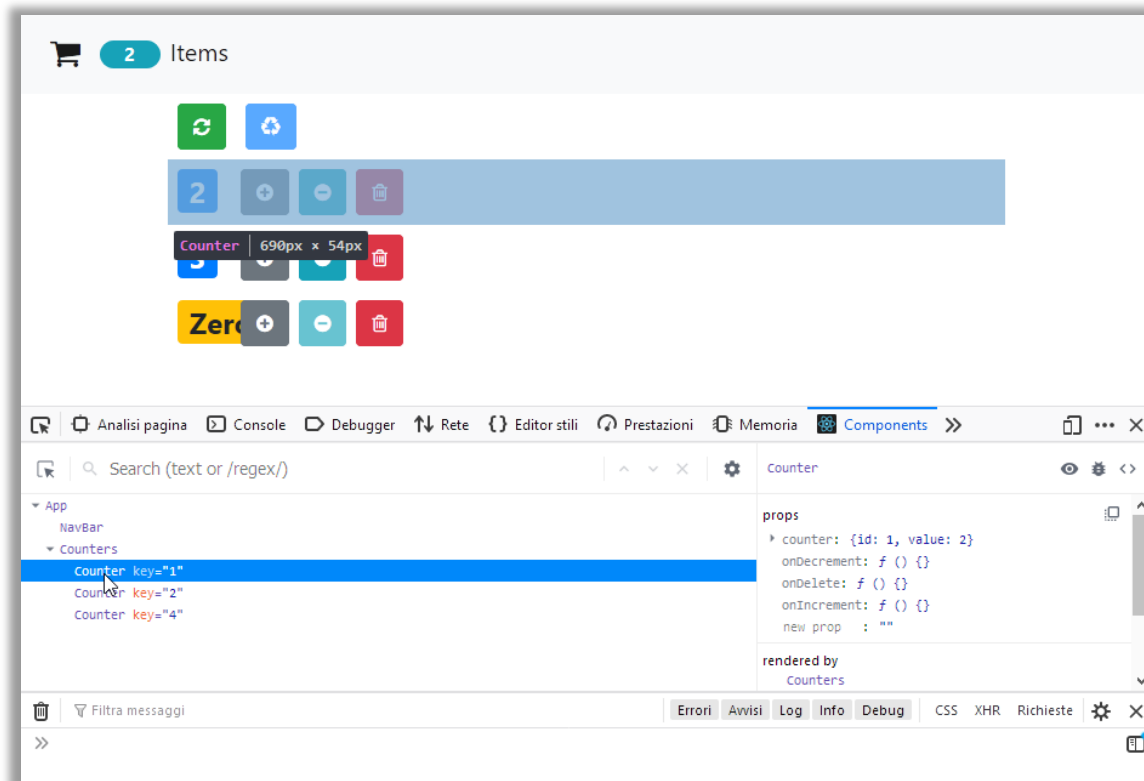 2 Items
2
Counter | 690px × 54px
3
Zero
Analisi pagina Console Debugger Rete Editor stili Prestazioni Memoria Components
Search (text or /regex/)
Counter
App
NavBar
Counters
Counter key="1"
Counter key="2"
Counter key="4"
props
counter: {id: 1, value: 2}
onDecrement: ƒ () {}
onDelete: ƒ () {}
onIncrement: ƒ () {}
new prop : ""
rendered by
Counters
Filtra messaggi Errori Avvisi Log Info Debug CSS XHR Richieste